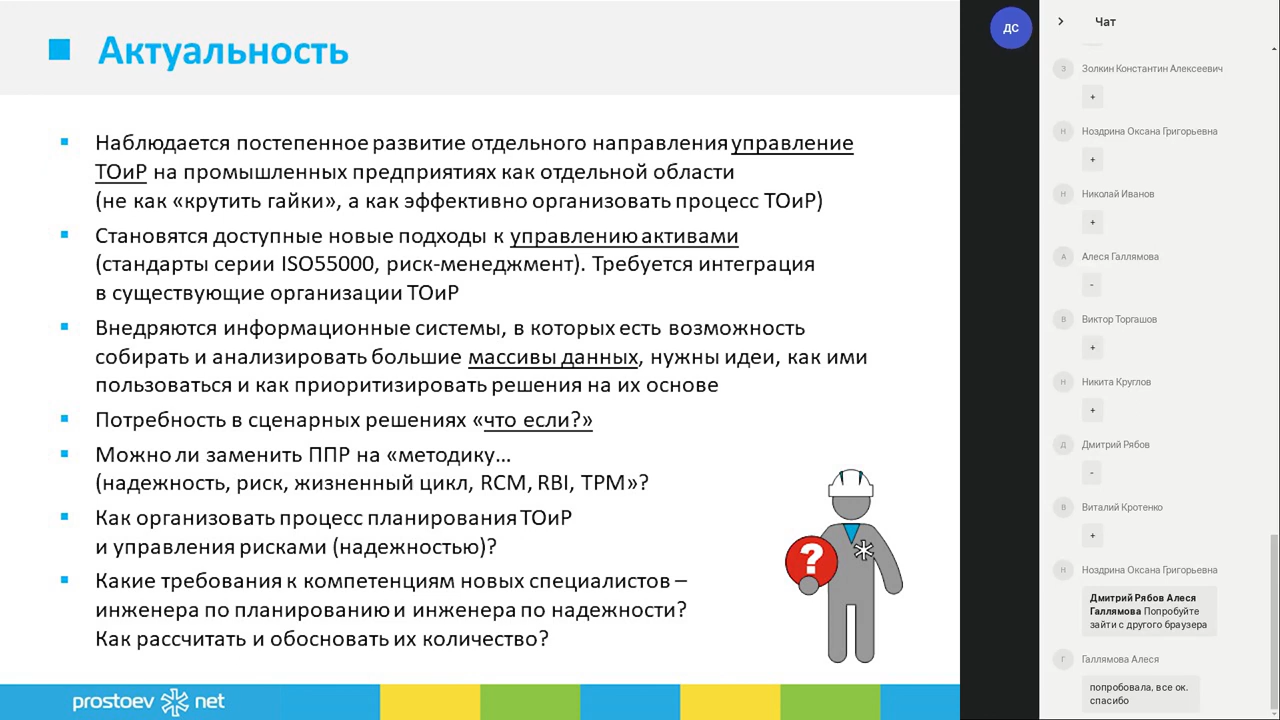 Актуальность
Наблюдается постепенное развитие отдельного направления управление
ТОиР на промышленных предприятиях как отдельной области
(не как «крутить гайки», а как эффективно организовать процесс ТОиР)
Становятся доступные новые подходы к управлению активами
(стандарты серии ISO55000, риск-менеджмент). Требуется интеграция
в существующие организации ТОиР
Внедряются информационные системы, в которых есть возможность
собирать и анализировать большие массивы данных, нужны идеи, как ими
пользоваться и как приоритизировать решения на их основе
Потребность в сценарных решениях «что если?»
Можно ли заменить ППР на «методику...
(надежность, риск, жизненный цикл, RCM, RBI, TPM»?
Как организовать процесс планирования ТОиР
и управления рисками (надежностью)?
Какие требования к компетенциям новых специалистов –
инженера по планированию и инженера по надежности?
Как рассчитать и обосновать их количество?
?
prostoev net
ДС
Чат
З
Золкин Константин Алексеевич
+
Н
Ноздрина Оксана Григорьевна
+
Н
Николай Иванов
+
А
Алеся Галлямова
-
В
Виктор Торгашов
+
Н
Никита Круглов
+
Д
Дмитрий Рябов
-
В
Виталий Кротенко
+
Н
Ноздрина Оксана Григорьевна
Дмитрий Рябов Алеся
Галлямова Попробуйте
зайти с другого браузера
Г
Галлямова Алеся
попробовала, все ок.
спасибо